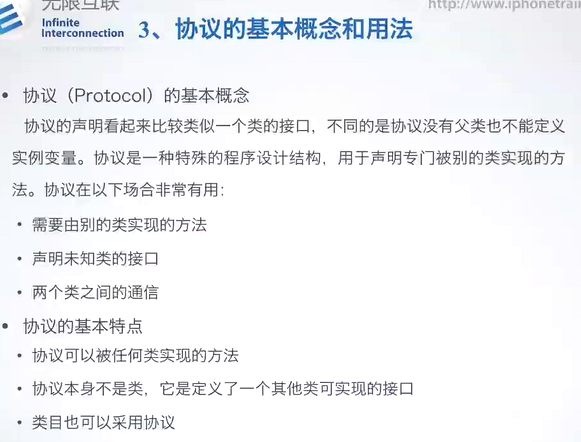 无限互联
http://www.iphonetrai
Infinite
Interconnection
3、协议的基本概念和用法
• 协议（Protocol）的基本概念
协议的声明看起来比较类似一个类的接口，不同的是协议没有父类也不能定义
实例变量。协议是一种特殊的程序设计结构，用于声明专门被别的类实现的方
法。协议在以下场合非常有用：
• 需要由别的类实现的方法
• 声明未知类的接口
• 两个类之间的通信
• 协议的基本特点
• 协议可以被任何类实现的方法
• 协议本身不是类，它是定义了一个其他类可实现的接口
• 类目也可以采用协议